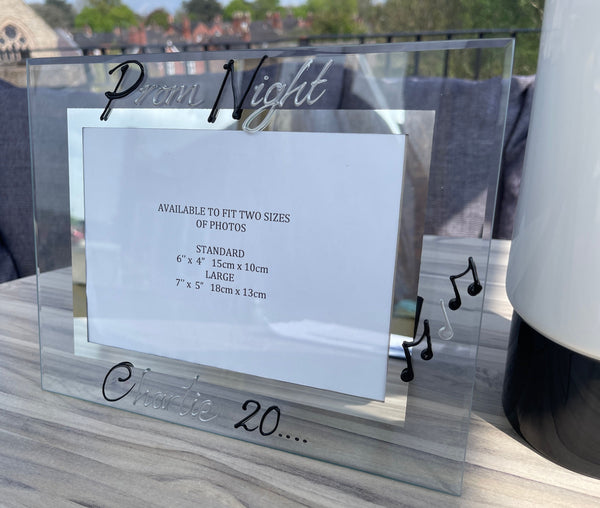 Prom Night
AVAILABLE TO FIT TWO SIZES
OF PHOTOS
STANDARD
6" x 4" 15cm x 10cm
LARGE
7" x 5" 18cm x 13cm
Charlie 20....